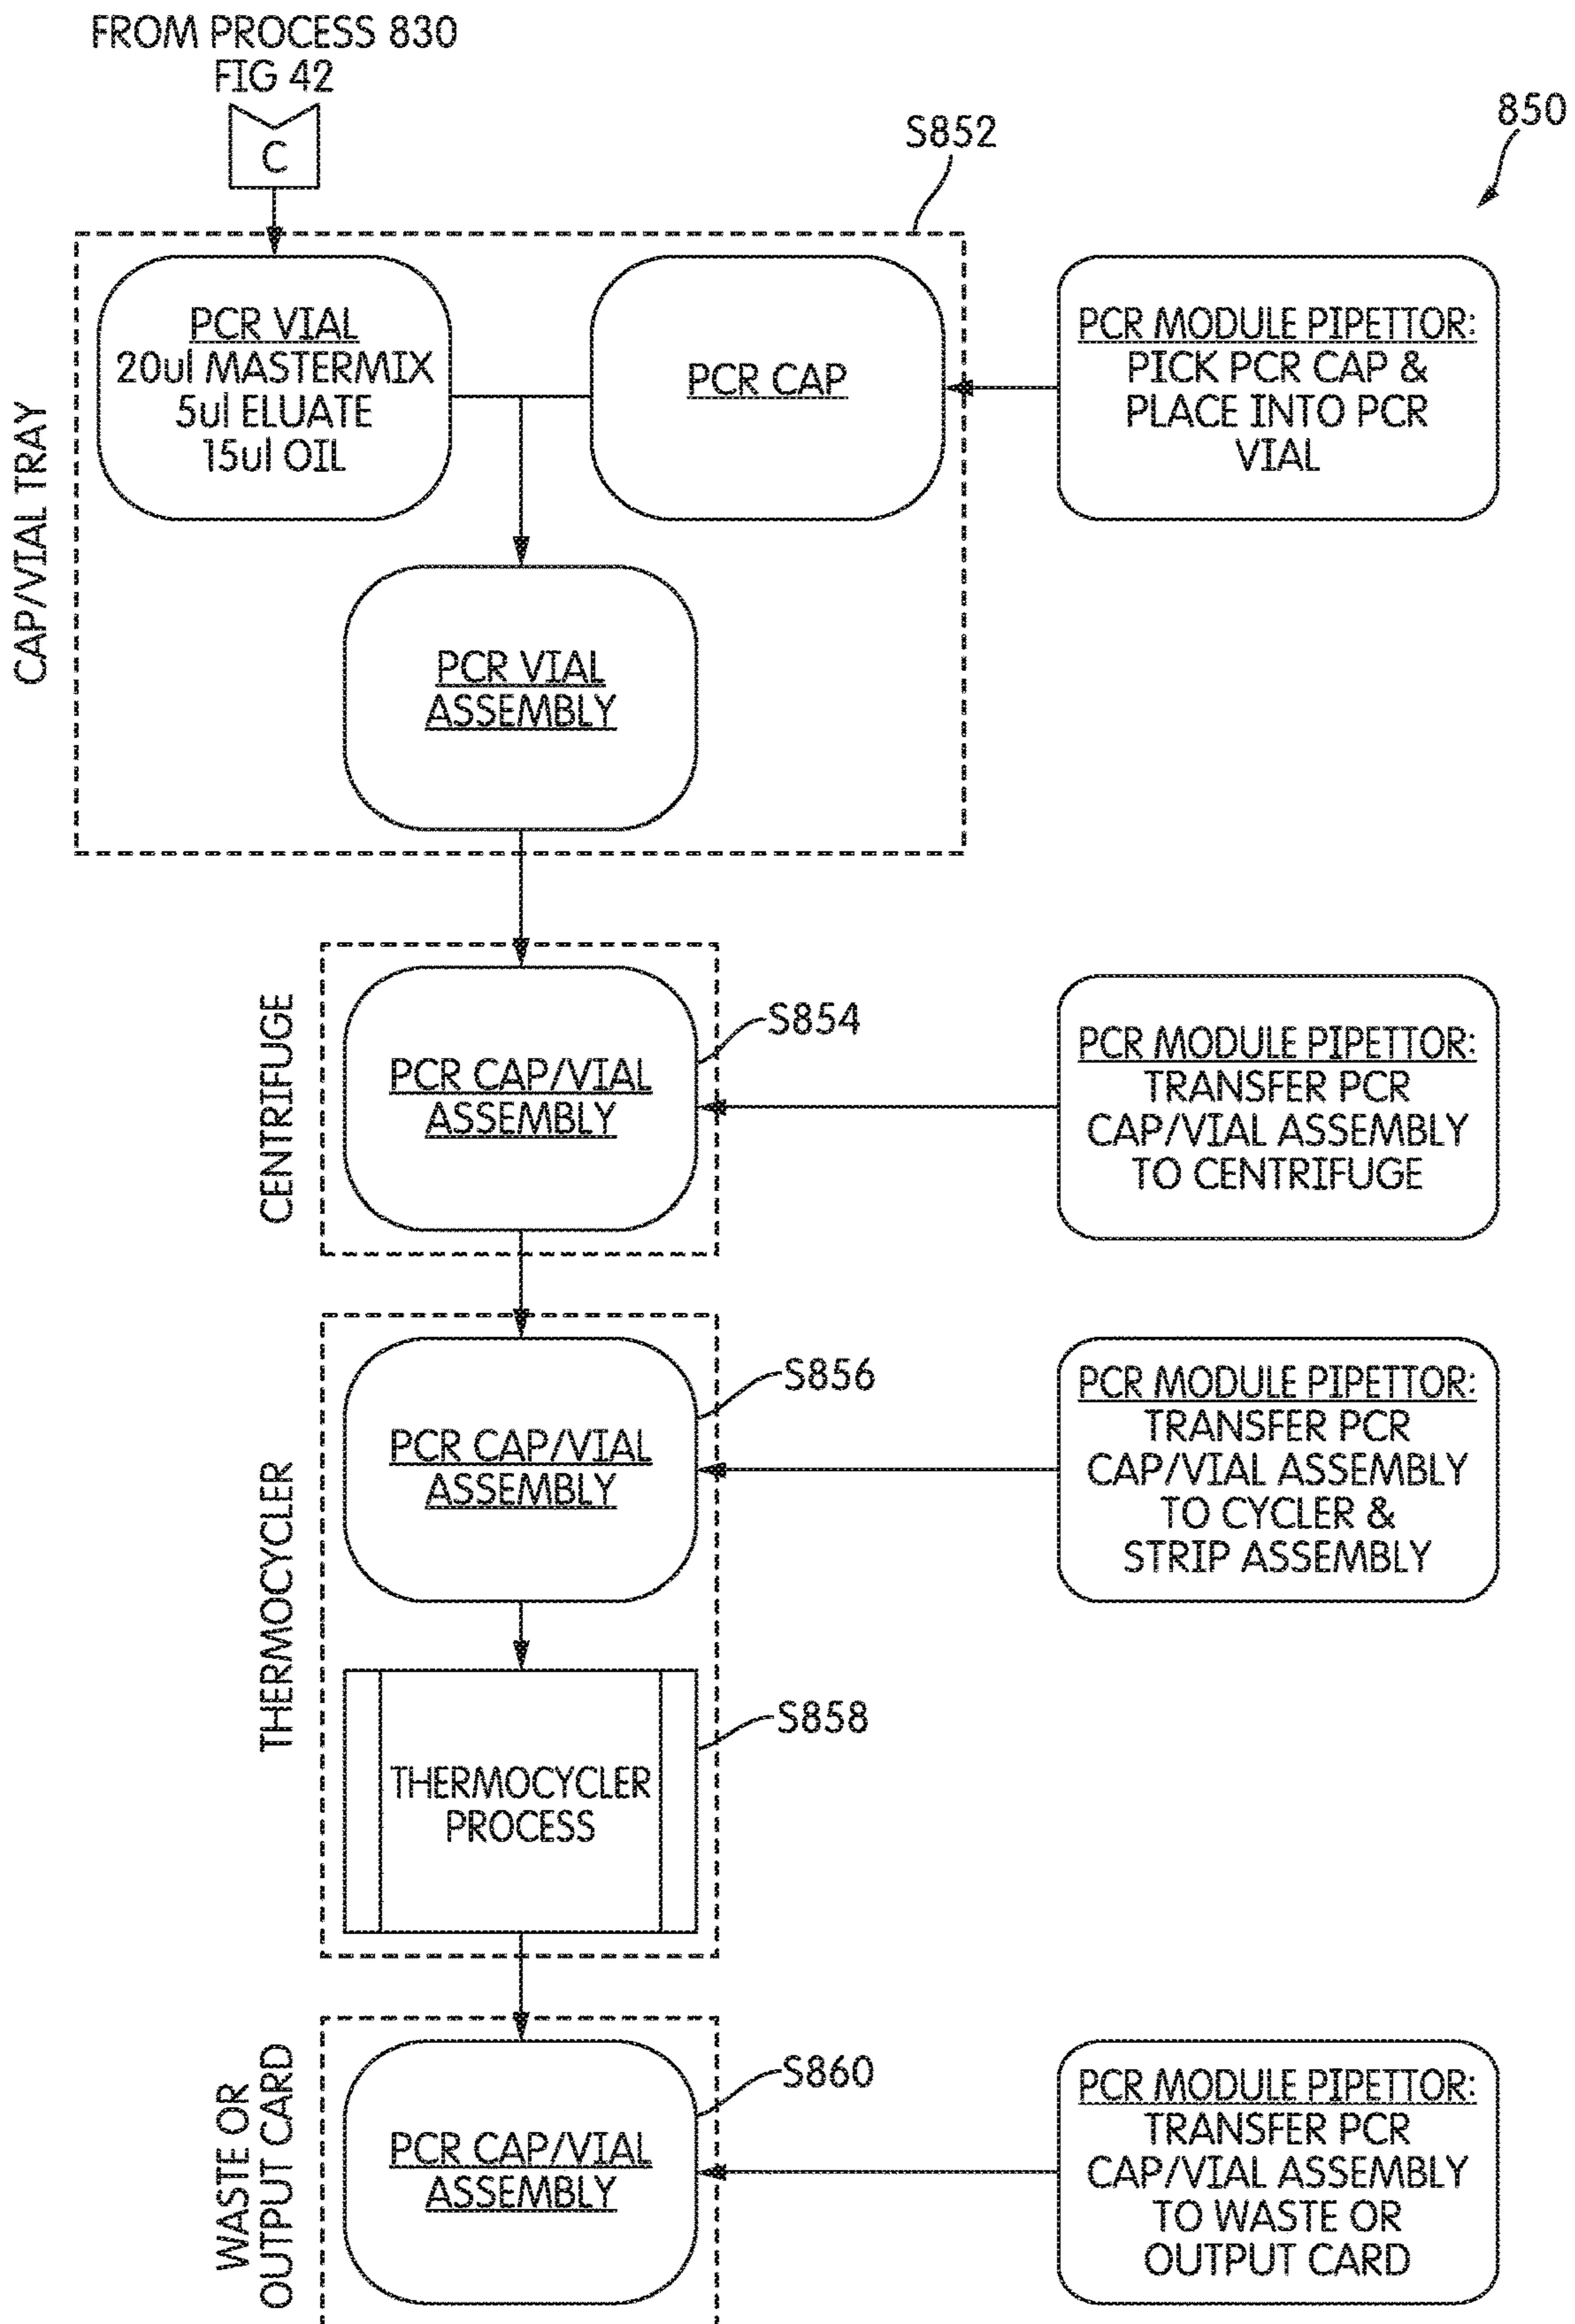 FROM PROCESS 830
FIG 42
C
S852
850
CAP/VIAL TRAY
PCR VIAL
20ul MASTERMIX
5ul ELUATE
15ul OIL
PCR CAP
PCR MODULE PIPETTOR:
PICK PCR CAP &
PLACE INTO PCR
VIAL
PCR VIAL
ASSEMBLY
CENTRIFUGE
PCR CAP/VIAL
ASSEMBLY
S854
PCR MODULE PIPETTOR:
TRANSFER PCR
CAP/VIAL ASSEMBLY
TO CENTRIFUGE
THERMOCYCLER
PCR CAP/VIAL
ASSEMBLY
S856
PCR MODULE PIPETTOR:
TRANSFER PCR
CAP/VIAL ASSEMBLY
TO CYCLER &
STRIP ASSEMBLY
THERMOCYCLER
PROCESS
S858
WASTE OR
OUTPUT CARD
PCR CAP/VIAL
ASSEMBLY
S860
PCR MODULE PIPETTOR:
TRANSFER PCR
CAP/VIAL ASSEMBLY
TO WASTE OR
OUTPUT CARD